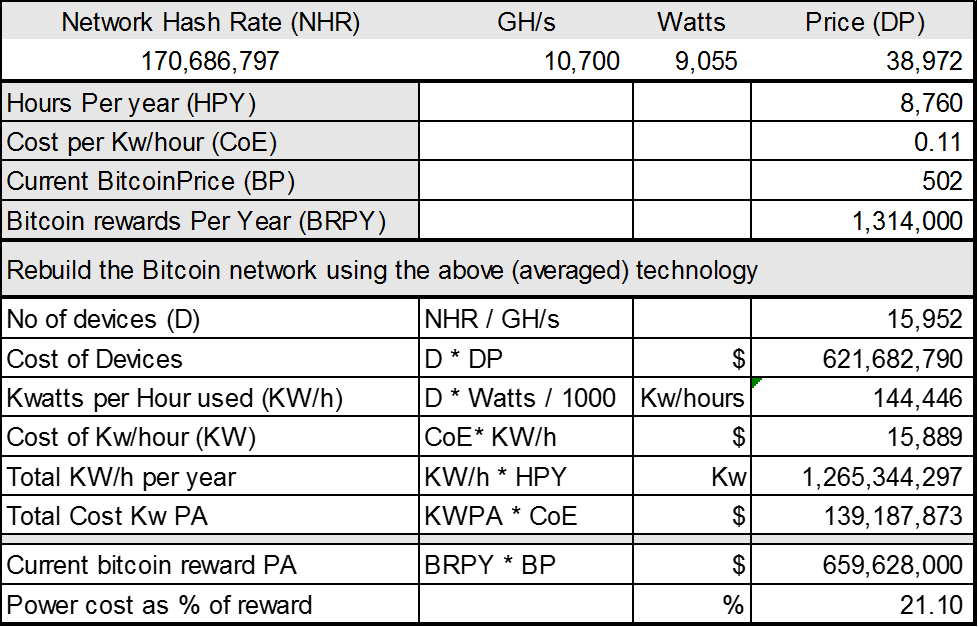 Network Hash Rate (NHR) GH/s Watts Price (DP)
170,686,797 10,700 9,055 38,972
Hours Per year (HPY) 8,760
Cost per Kw/hour (CoE) 0.11
Current BitcoinPrice (BP) 502
Bitcoin rewards Per Year (BRPY) 1,314,000
Rebuild the Bitcoin network using the above (averaged) technology
No of devices (D) NHR / GH/s 15,952
Cost of Devices D * DP $ 621,682,790
Kwatts per Hour used (KW/h) D * Watts / 1000 Kw/hours 144,446
Cost of Kw/hour (KW) CoE* KW/h $ 15,889
Total KW/h per year KW/h * HPY Kw 1,265,344,297
Total Cost Kw PA KWPA * CoE $ 139,187,873
Current bitcoin reward PA BRPY * BP $ 659,628,000
Power cost as % of reward % 21.10